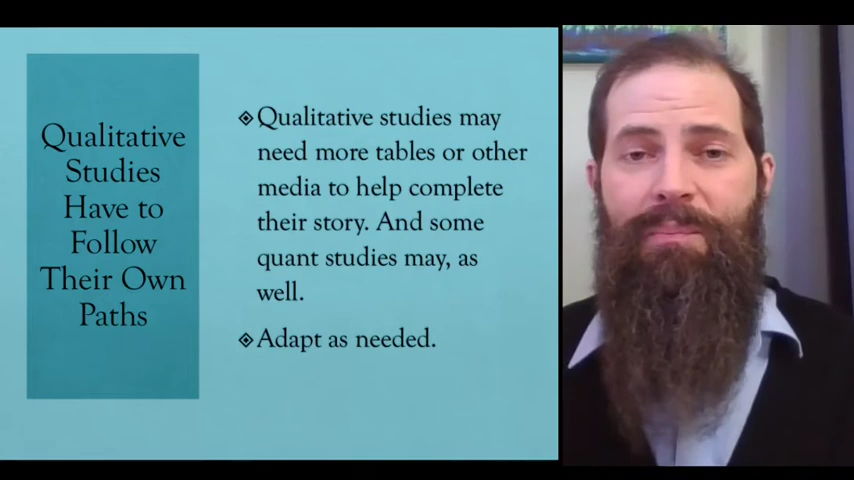 Qualitative
Studies
Have to
Follow
Their Own
Paths
Qualitative studies may
need more tables or other
media to help complete
their story. And some
quant studies may, as
well.
Adapt as needed.